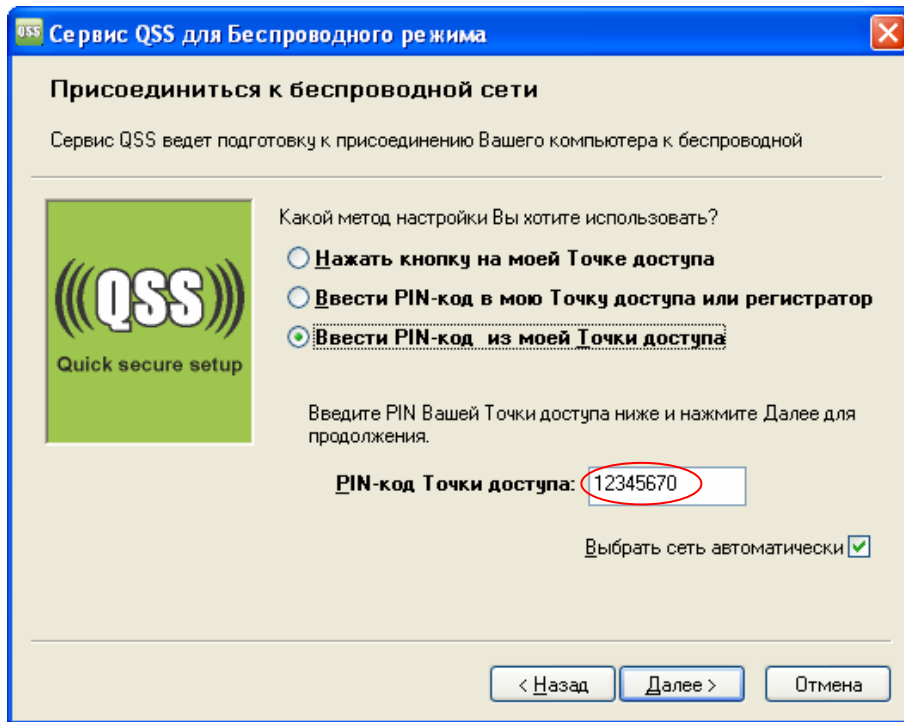 QSS Сервис QSS для Беспроводного режима
Присоединиться к беспроводной сети
Сервис QSS ведет подготовку к присоединению Вашего компьютера к беспроводной
QSS
Quick secure setup
Какой метод настройки Вы хотите использовать?
Нажать кнопку на моей Точке доступа
Ввести PIN-код в мою Точку доступа или регистратор
Ввести PIN-код из моей Точки доступа
Введите PIN Вашей Точки доступа ниже и нажмите Далее для
продолжения.
PIN-код Точки доступа: 12345670
Выбрать сеть автоматически
< Назад Далее > Отмена